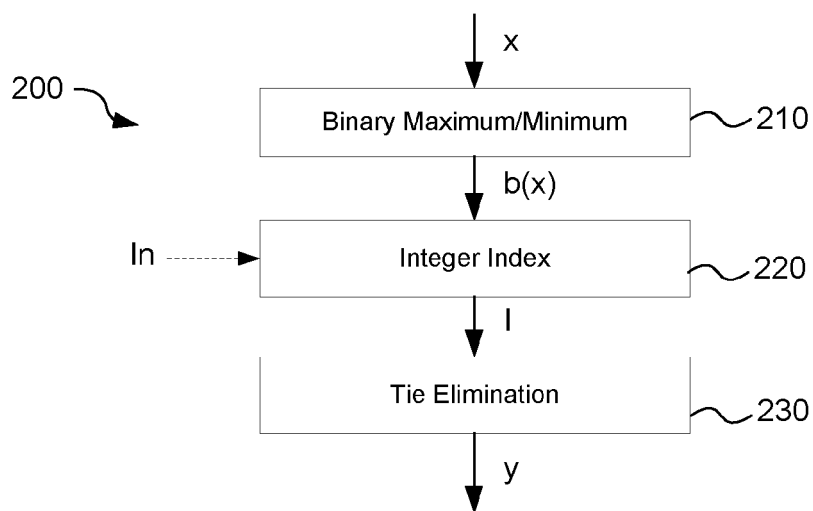 x
200
Binary Maximum/Minimum
210
b(x)
In
Integer Index
220
I
Tie Elimination
230
y